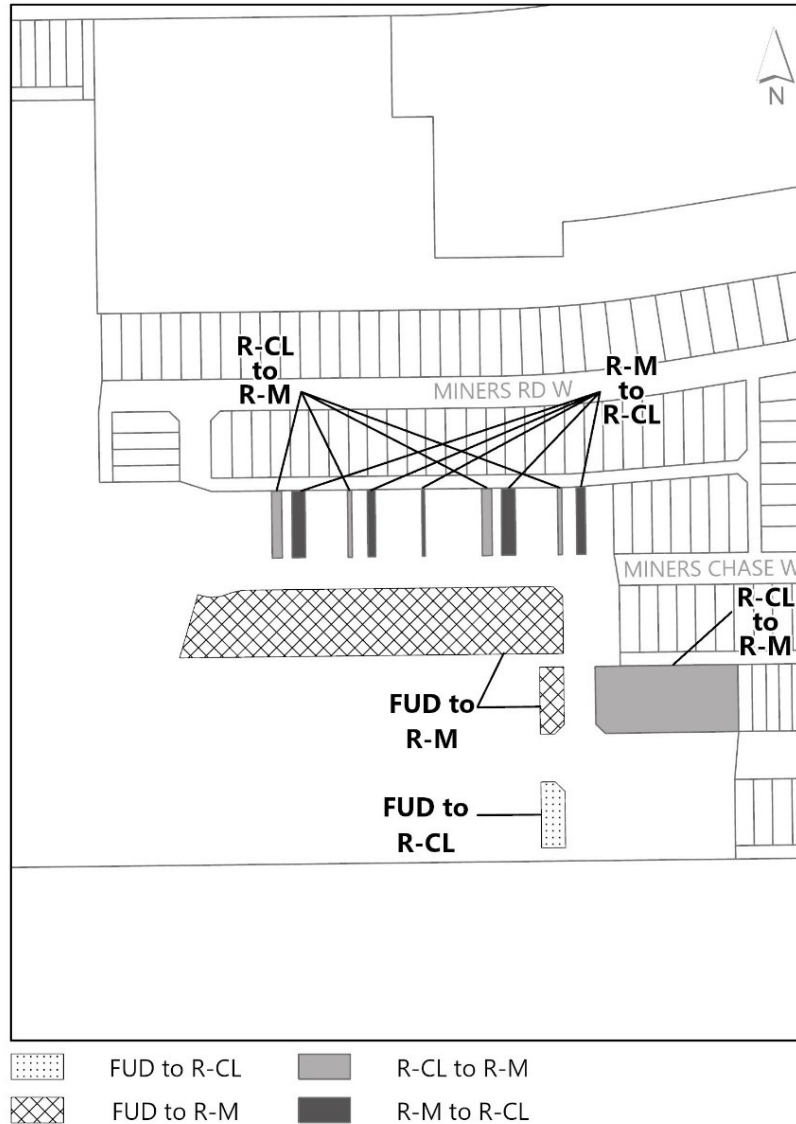 N
R-CL
to
R-M
R-M
to
R-CL
MINERS RD W
MINERS CHASE W
R-CL
to
R-M
FUD to
R-M
FUD to
R-CL
FUD to R-CL
R-CL to R-M
FUD to R-M
R-M to R-CL